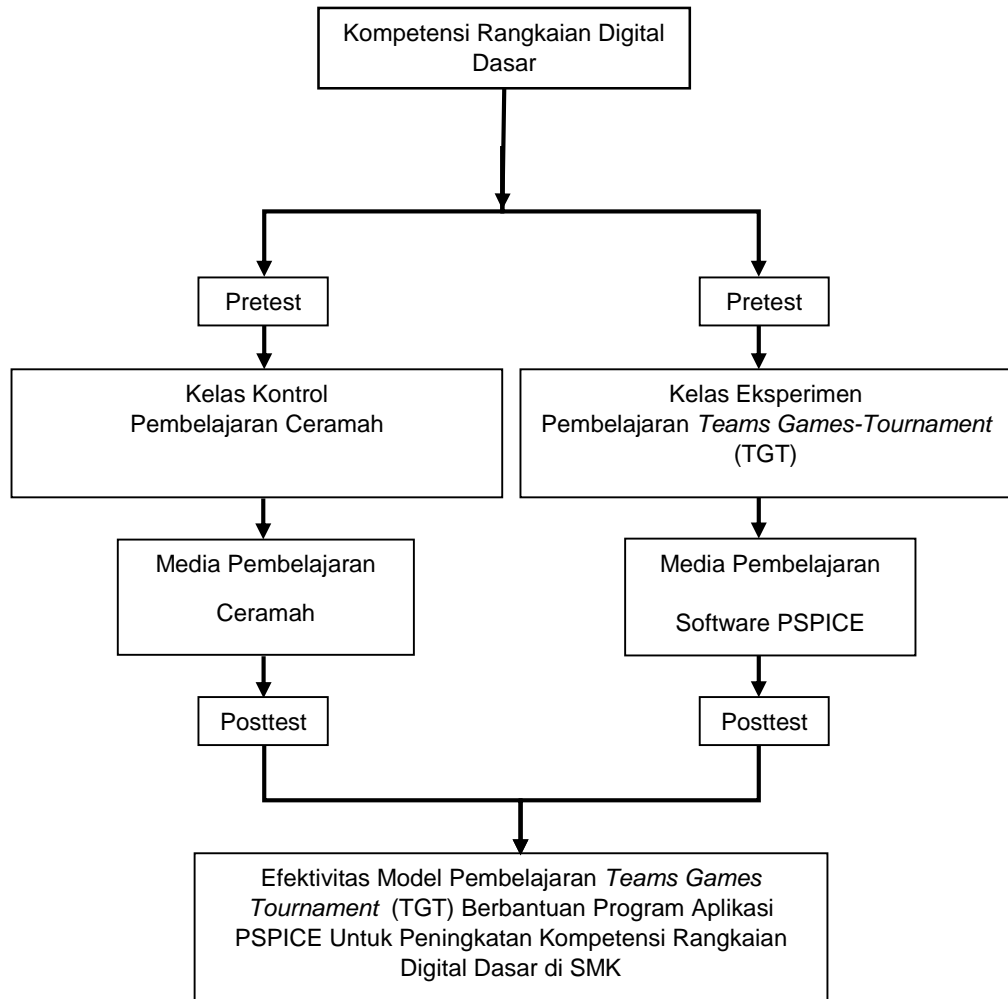 Kompetensi Rangkaian Digital
Dasar
Pretest
Pretest
Kelas Kontrol
Pembelajaran Ceramah
Kelas Eksperimen
Pembelajaran Teams Games-Tournament
(TGT)
Media Pembelajaran
Ceramah
Media Pembelajaran
Software PSPICE
Posttest
Posttest
Efektivitas Model Pembelajaran Teams Games
Tournament (TGT) Berbantuan Program Aplikasi
PSPICE Untuk Peningkatan Kompetensi Rangkaian
Digital Dasar di SMK